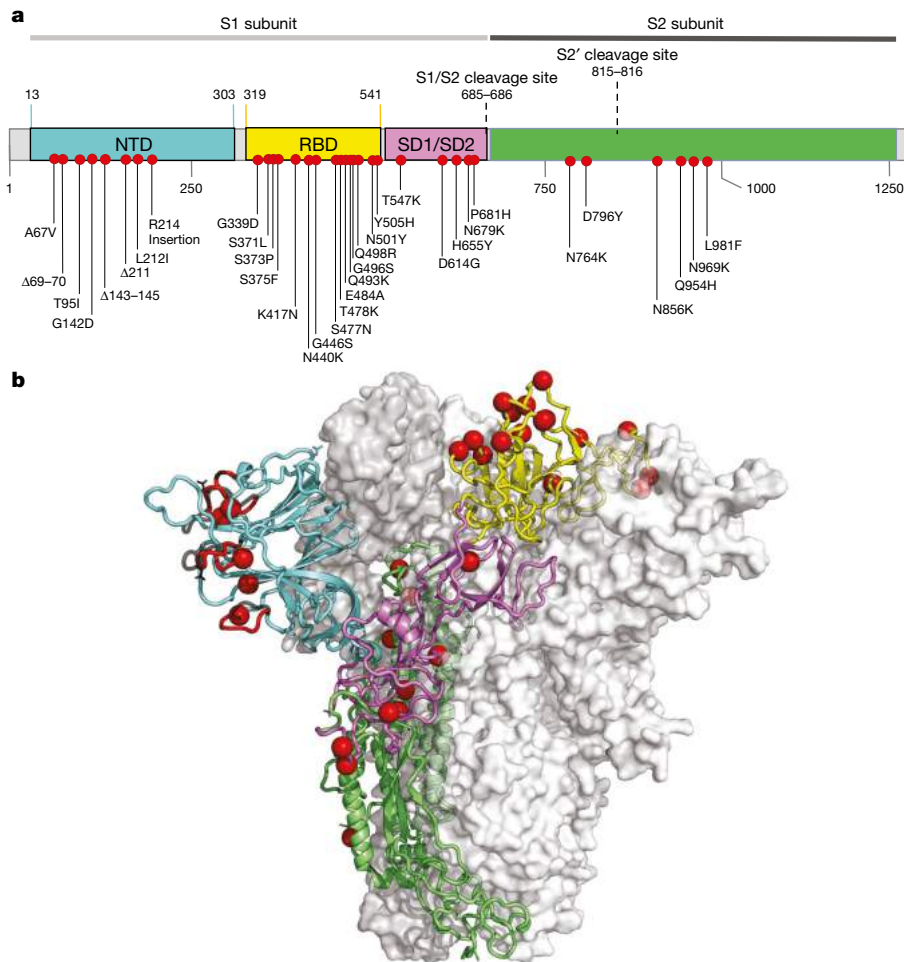 a
S1 subunit
S2 subunit
S2′ cleavage site
815–816
S1/S2 cleavage site
685–686
13
303
319
541
NTD
RBD
SD1/SD2
1
250
750
1000
1250
A67V
Δ69–70
T95I
G142D
Δ143–145
Δ211
L212I
R214
Insertion
G339D
S371L
S373P
S375F
K417N
N440K
G446S
S477N
T478K
E484A
Q493K
G496S
Q498R
N501Y
Y505H
T547K
D614G
H655Y
N679K
P681H
N764K
D796Y
N856K
Q954H
N969K
L981F
b